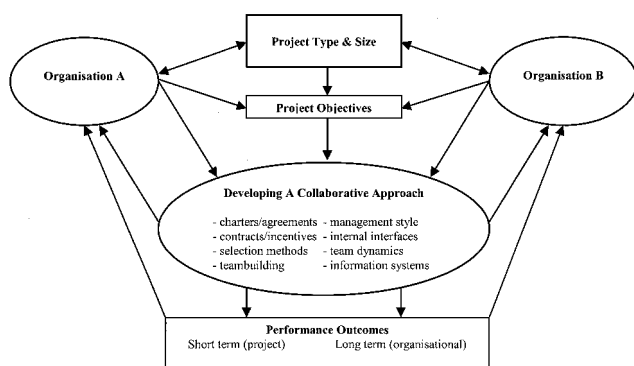 Project Type & Size
Organisation A
Organisation B
Project Objectives
Developing A Collaborative Approach
- charters/agreements - management style
- contracts/incentives - internal interfaces
- selection methods - team dynamics
- teambuilding - information systems
Performance Outcomes
Short term (project) Long term (organisational)